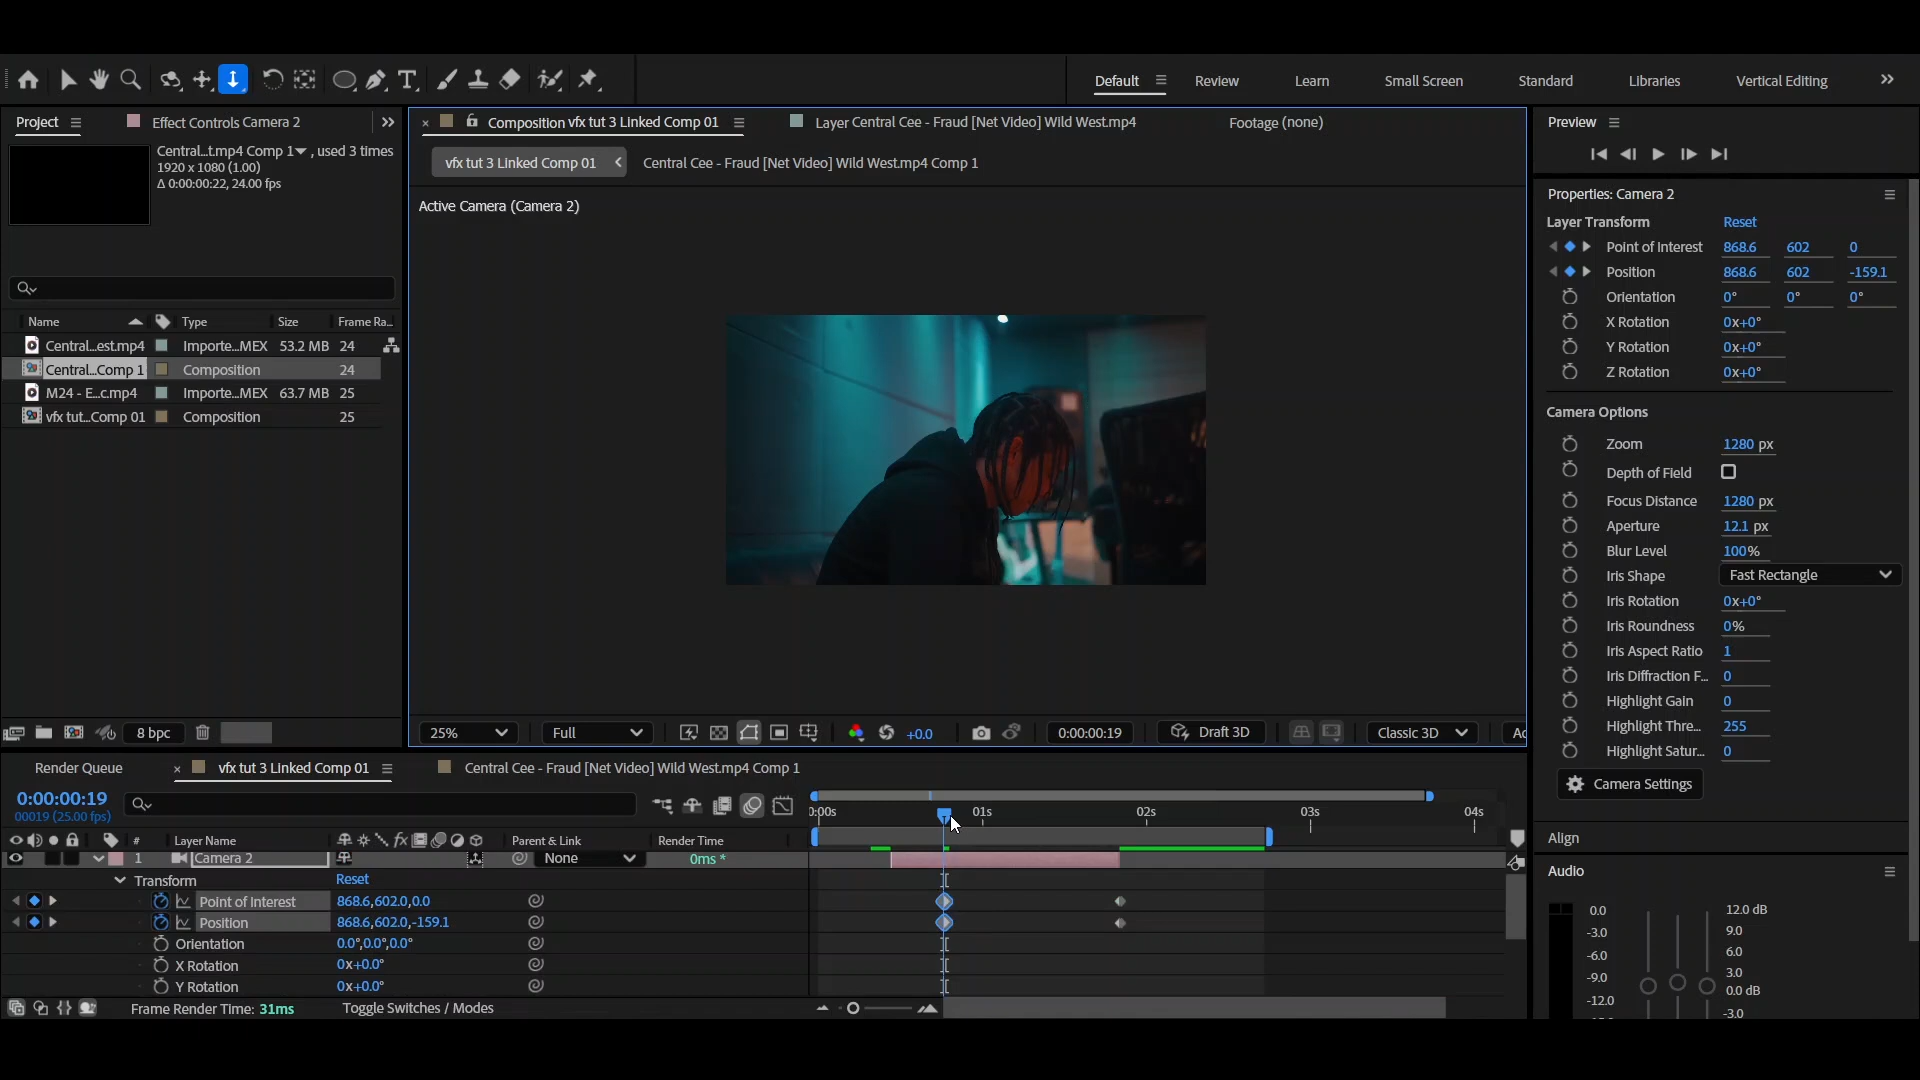 Default
Review
Learn
Small Screen
Standard
Libraries
Vertical Editing
Project
Effect Controls Camera 2
Central...t.mp4 Comp 1 , used 3 times
1920 x 1080 (1.00)
Δ 0:00:00:22, 24.00 fps
Name Type Size Frame Ra...
Central...est.mp4 Importe...MEX 53.2 MB 24
Central...Comp 1 Composition 24
M24 - E...c.mp4 Importe...MEX 63.7 MB 25
vfx tut...Comp 01 Composition 25
8 bpc
Composition vfx tut 3 Linked Comp 01
Layer Central Cee - Fraud [Net Video] Wild West.mp4
Footage (none)
vfx tut 3 Linked Comp 01
Central Cee - Fraud [Net Video] Wild West.mp4 Comp 1
Active Camera (Camera 2)
25%
Full
+0.0
0:00:00:19
Draft 3D
Classic 3D
Ac
Preview
Properties: Camera 2
Layer Transform Reset
Point of Interest 868.6 602 0
Position 868.6 602 -159.1
Orientation 0° 0° 0°
X Rotation 0x+0°
Y Rotation 0x+0°
Z Rotation 0x+0°
Camera Options
Zoom 1280 px
Depth of Field
Focus Distance 1280 px
Aperture 12.1 px
Blur Level 100%
Iris Shape Fast Rectangle
Iris Rotation 0x+0°
Iris Roundness 0%
Iris Aspect Ratio 1
Iris Diffraction F... 0
Highlight Gain 0
Highlight Thre... 255
Highlight Satur... 0
Camera Settings
Align
Audio
0.0
-3.0
-6.0
-9.0
-12.0
12.0 dB
9.0
6.0
3.0
0.0 dB
-3.0
Render Queue
vfx tut 3 Linked Comp 01
Central Cee - Fraud [Net Video] Wild West.mp4 Comp 1
0:00:00:19
00019 (25.00 fps)
):00s 01s 02s 03s 04s
# Layer Name fx Parent & Link Render Time
1 Camera 2 None 0ms *
Transform Reset
Point of Interest 868.6,602.0,0.0
Position 868.6,602.0,-159.1
Orientation 0.0°,0.0°,0.0°
X Rotation 0x+0.0°
Y Rotation 0x+0.0°
Frame Render Time: 31ms
Toggle Switches / Modes